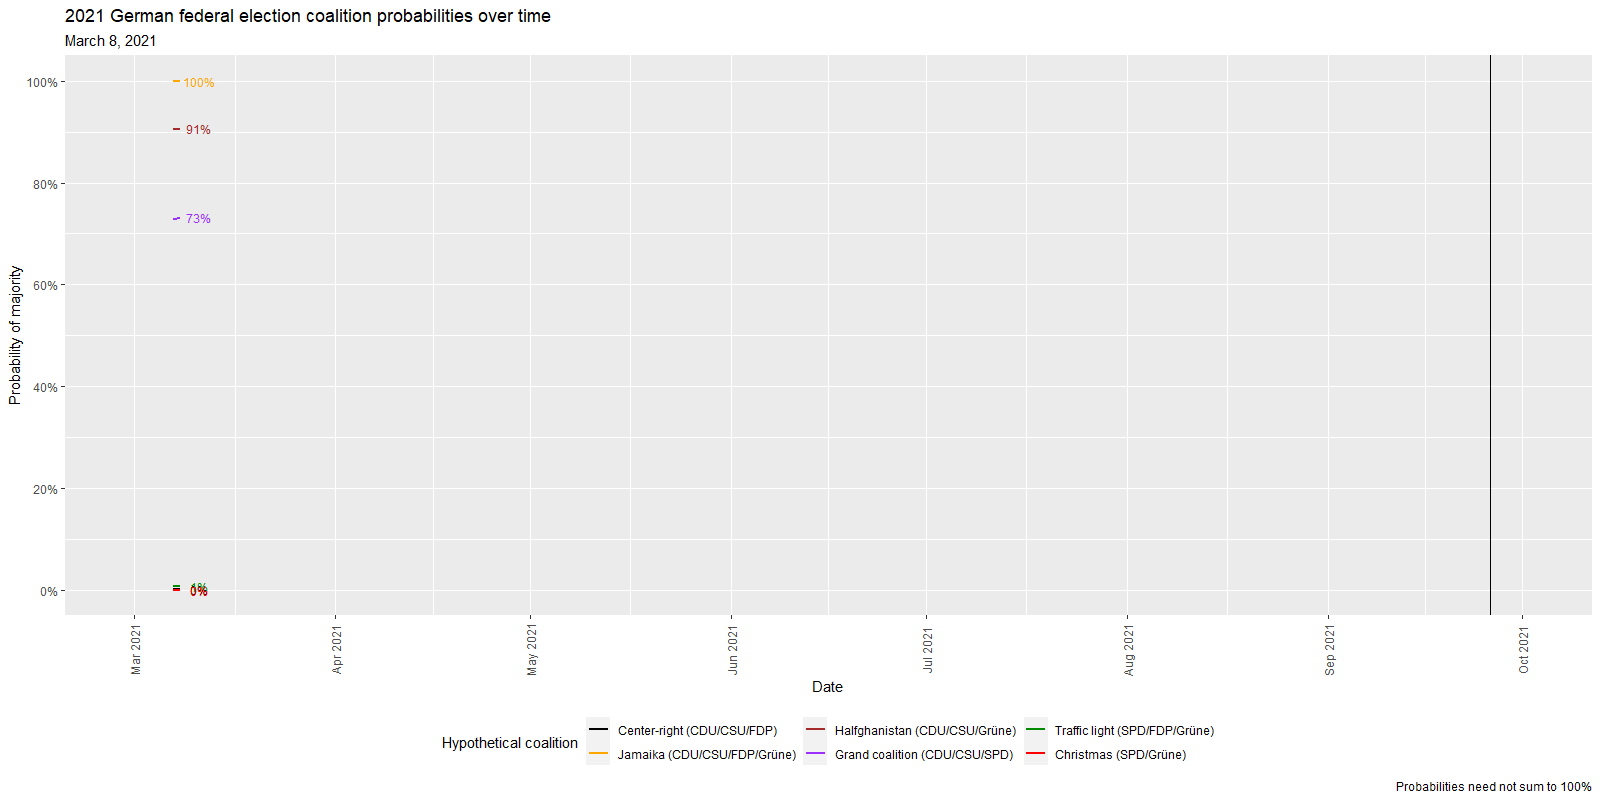 2021 German federal election coalition probabilities over time
March 8, 2021
100%
100%
91%
80%
73%
60%
40%
20%
0%
0%
Probability of majority
Mar 2021
Apr 2021
May 2021
Jun 2021
Jul 2021
Aug 2021
Sep 2021
Oct 2021
Date
Hypothetical coalition
Center-right (CDU/CSU/FDP)
Halfghanistan (CDU/CSU/Grüne)
Traffic light (SPD/FDP/Grüne)
Jamaika (CDU/CSU/FDP/Grüne)
Grand coalition (CDU/CSU/SPD)
Christmas (SPD/Grüne)
Probabilities need not sum to 100%